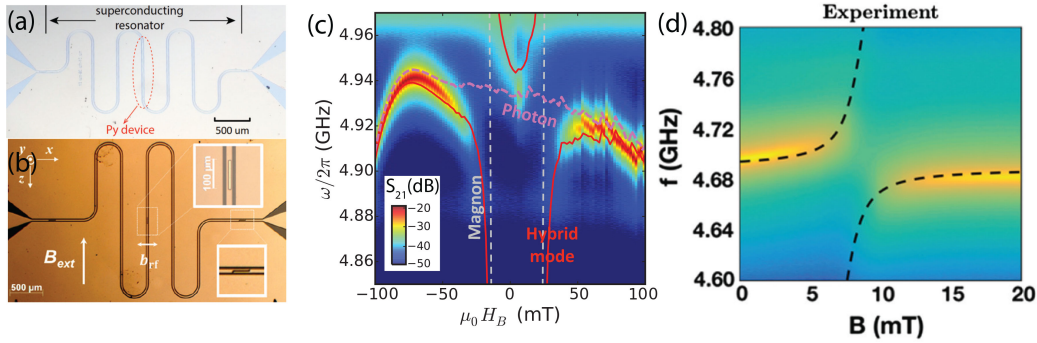 (a)
superconducting
resonator
Py device
500 μm
(b)
y
x
z
100 μm
B_ext
b_rf
500 μm
(c)
4.96
4.94
4.92
4.90
4.88
4.86
ω/2π (GHz)
Photon
S21(dB)
−20
−30
−40
−50
Magnon
Hybrid
mode
−100
−50
0
50
100
μ0 HB (mT)
(d)
Experiment
4.80
4.76
4.72
4.68
4.64
4.60
f (GHz)
0
5
10
15
20
B (mT)